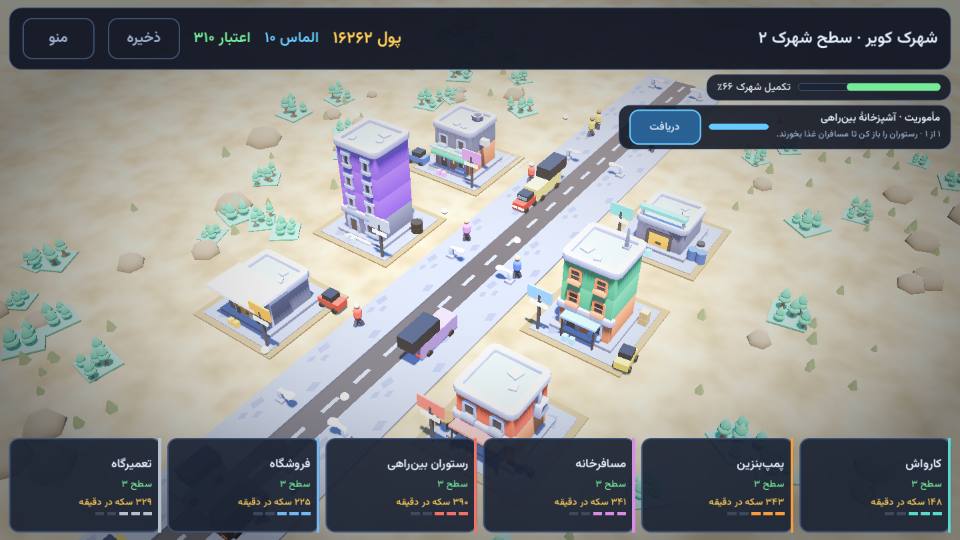 شهرک کویر · سطح شهرک ۲
پول ۱۶۲۶۲
الماس ۱۰
اعتبار ۳۱۰
ذخیره
منو
تکمیل شهرک ۶۶٪
مأموریت · آشپزخانهٔ بین‌راهی
۱ از ۱ · رستوران را باز کن تا مسافران غذا بخورند.
دریافت
کارواش
سطح ۳
۱۴۸ سکه در دقیقه
پمپ‌بنزین
سطح ۳
۳۴۳ سکه در دقیقه
مسافرخانه
سطح ۳
۳۴۱ سکه در دقیقه
رستوران بین‌راهی
سطح ۳
۳۹۰ سکه در دقیقه
فروشگاه
سطح ۳
۲۲۵ سکه در دقیقه
تعمیرگاه
سطح ۳
۳۲۹ سکه در دقیقه